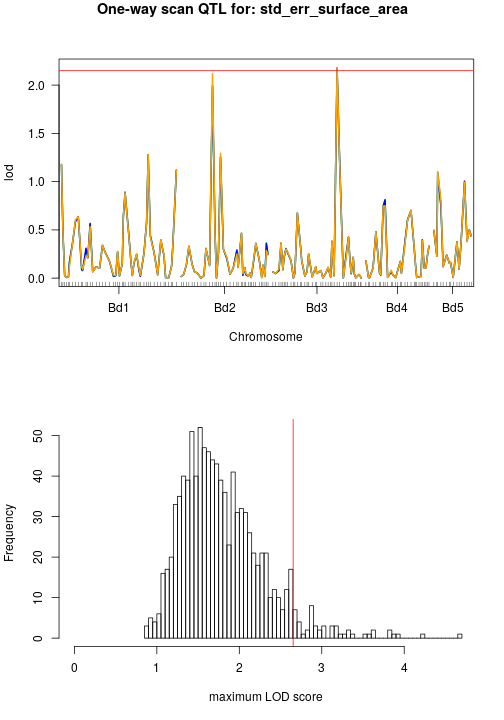 One-way scan QTL for: std_err_surface_area
lod
2.0
1.5
1.0
0.5
0.0
Bd1 Bd2 Bd3 Bd4 Bd5
Chromosome
Frequency
50
40
30
20
10
0
0 1 2 3 4
maximum LOD score